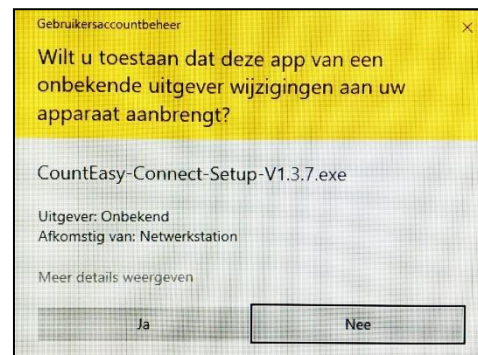 Gebruikersaccountbeheer
Wilt u toestaan dat deze app van een
onbekende uitgever wijzigingen aan uw
apparaat aanbrengt?
CountEasy-Connect-Setup-V1.3.7.exe
Uitgever: Onbekend
Afkomstig van: Netwerkstation
Meer details weergeven
Ja
Nee